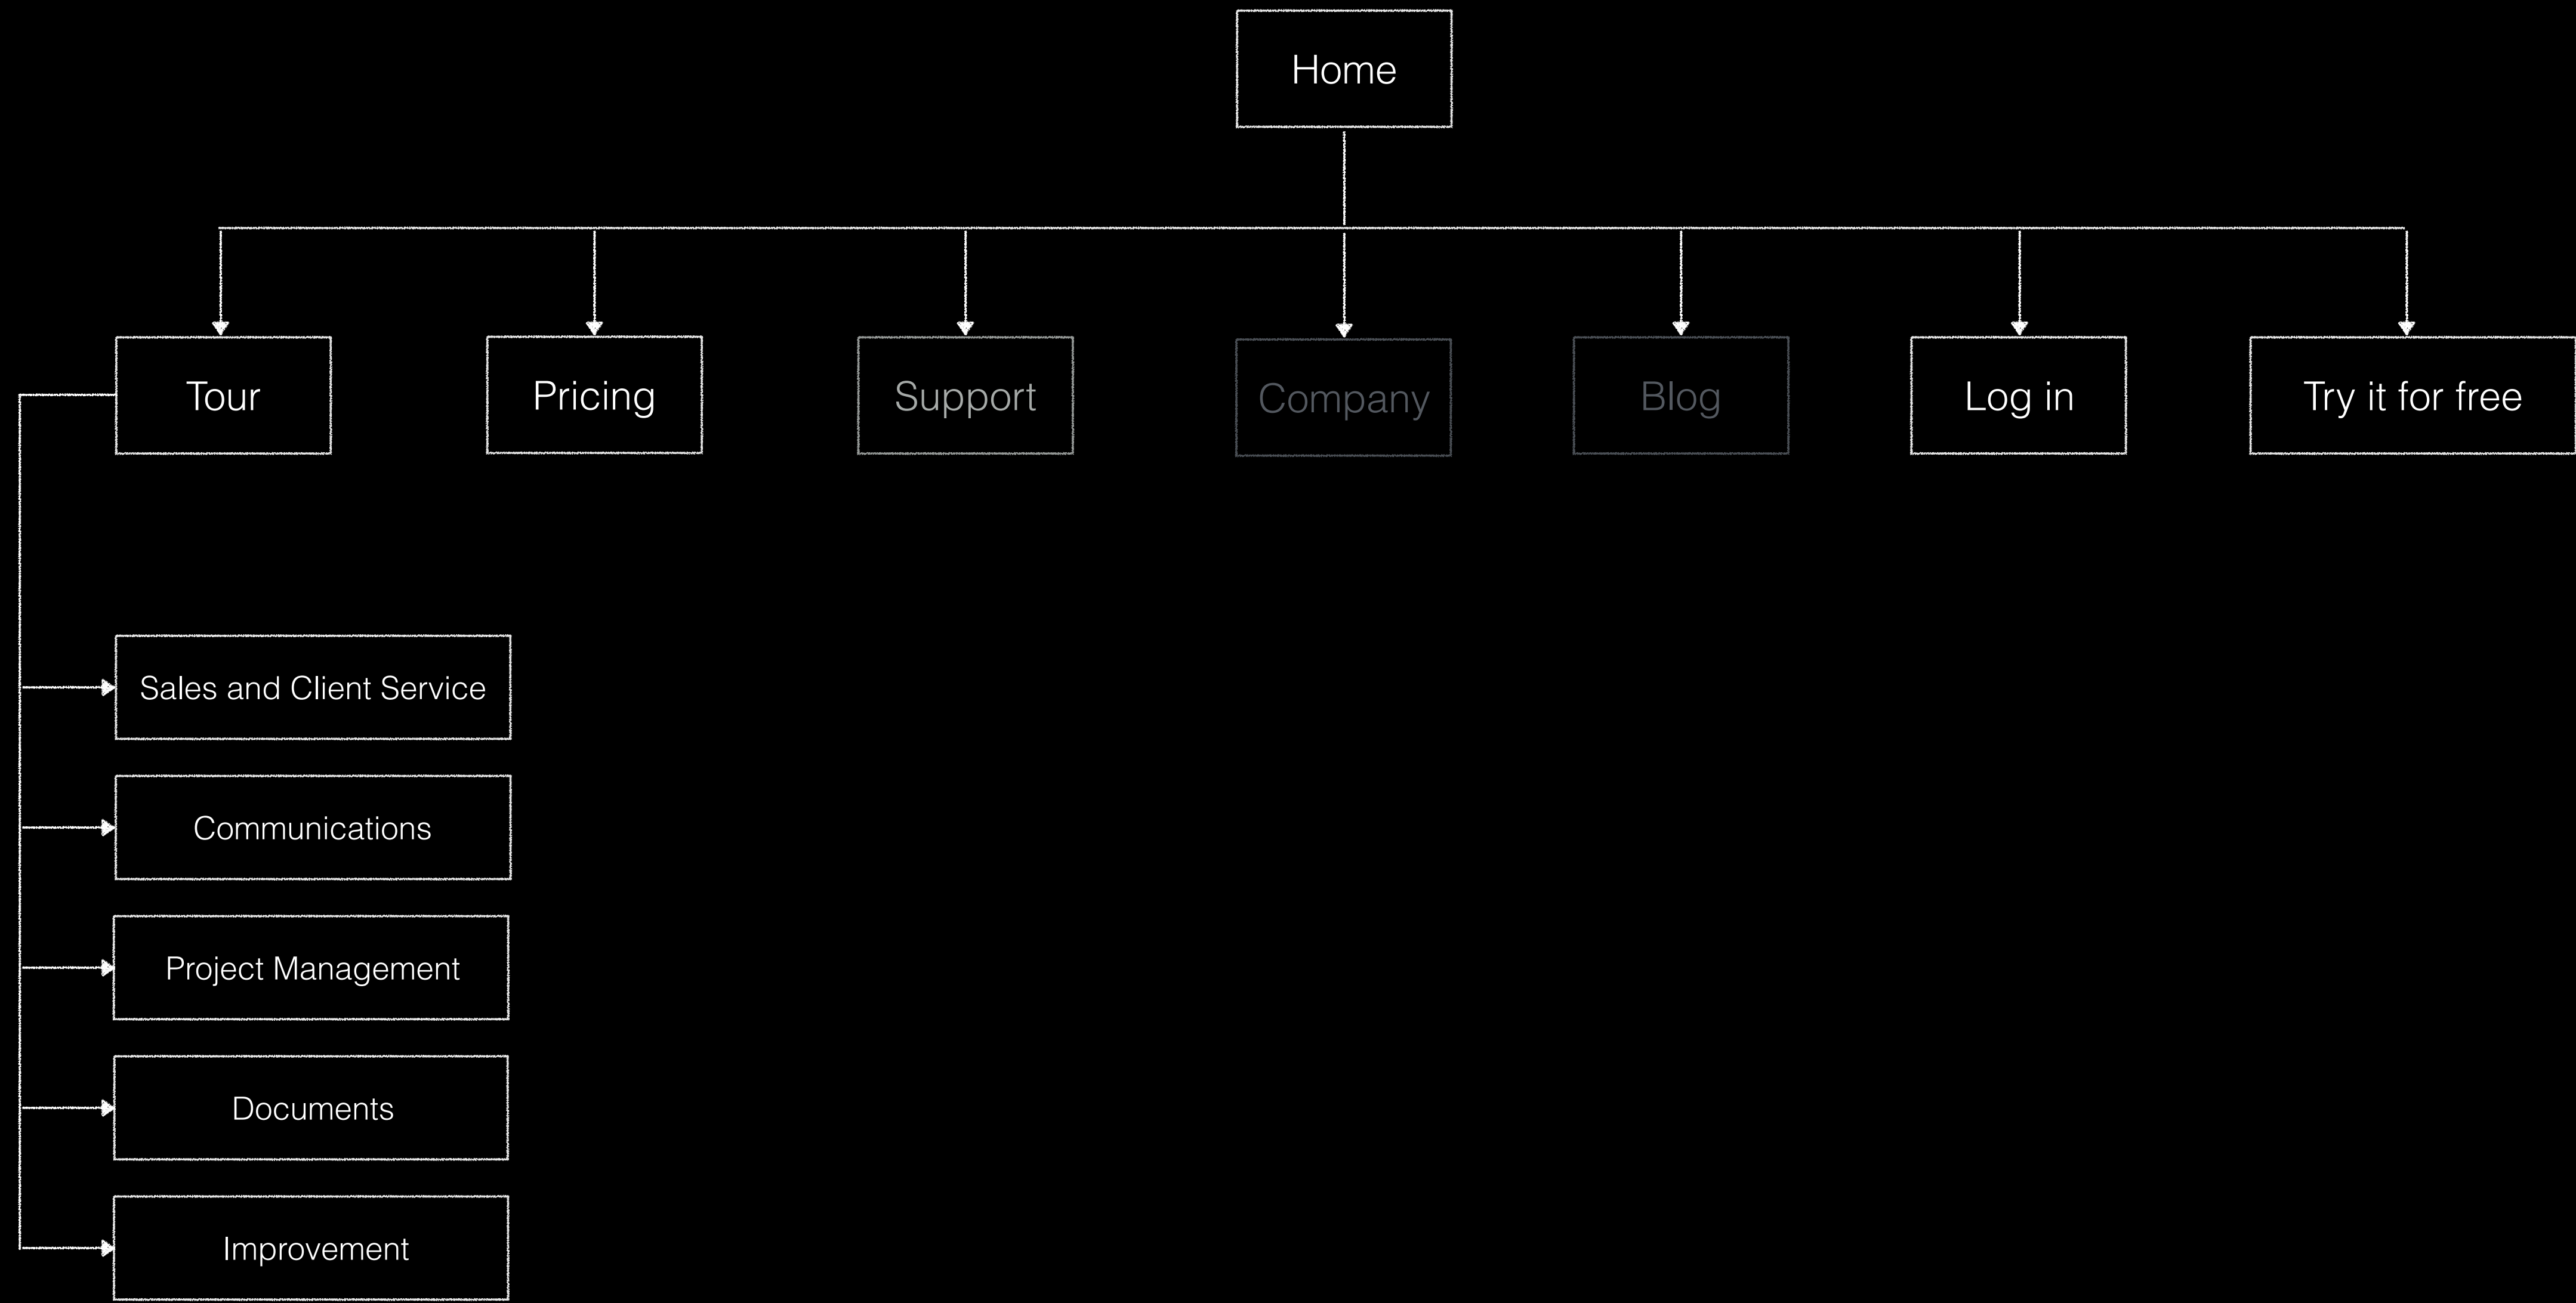 Home
Tour
Pricing
Support
Company
Blog
Log in
Try it for free
Sales and Client Service
Communications
Project Management
Documents
Improvement